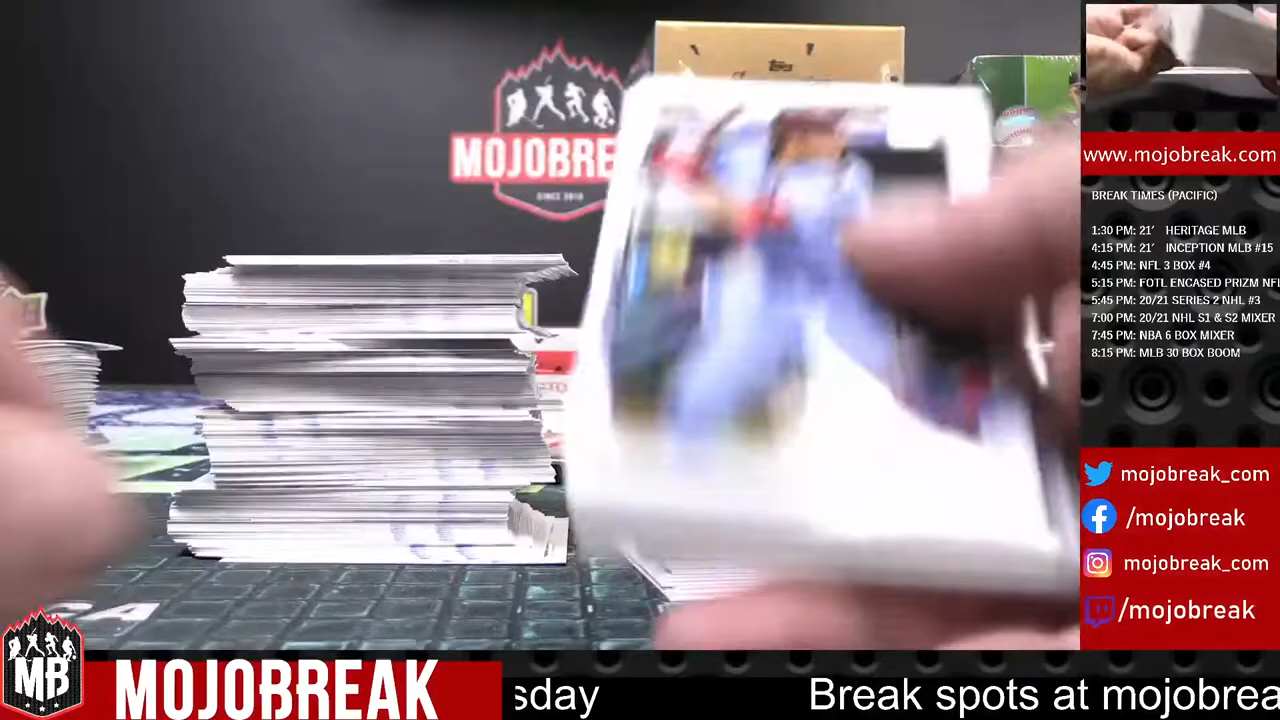 topps
MOJOBRE
SINCE 2010
www.mojobreak.com
BREAK TIMES (PACIFIC)
1:30 PM: 21' HERITAGE MLB
4:15 PM: 21' INCEPTION MLB #15
4:45 PM: NFL 3 BOX #4
5:15 PM: FOTL ENCASED PRIZM NFL
5:45 PM: 20/21 SERIES 2 NHL #3
7:00 PM: 20/21 NHL S1 & S2 MIXER
7:45 PM: NBA 6 BOX MIXER
8:15 PM: MLB 30 BOX BOOM
mojobreak_com
/mojobreak
mojobreak_com
/mojobreak
MB
MOJOBREAK
sday Break spots at mojobrea